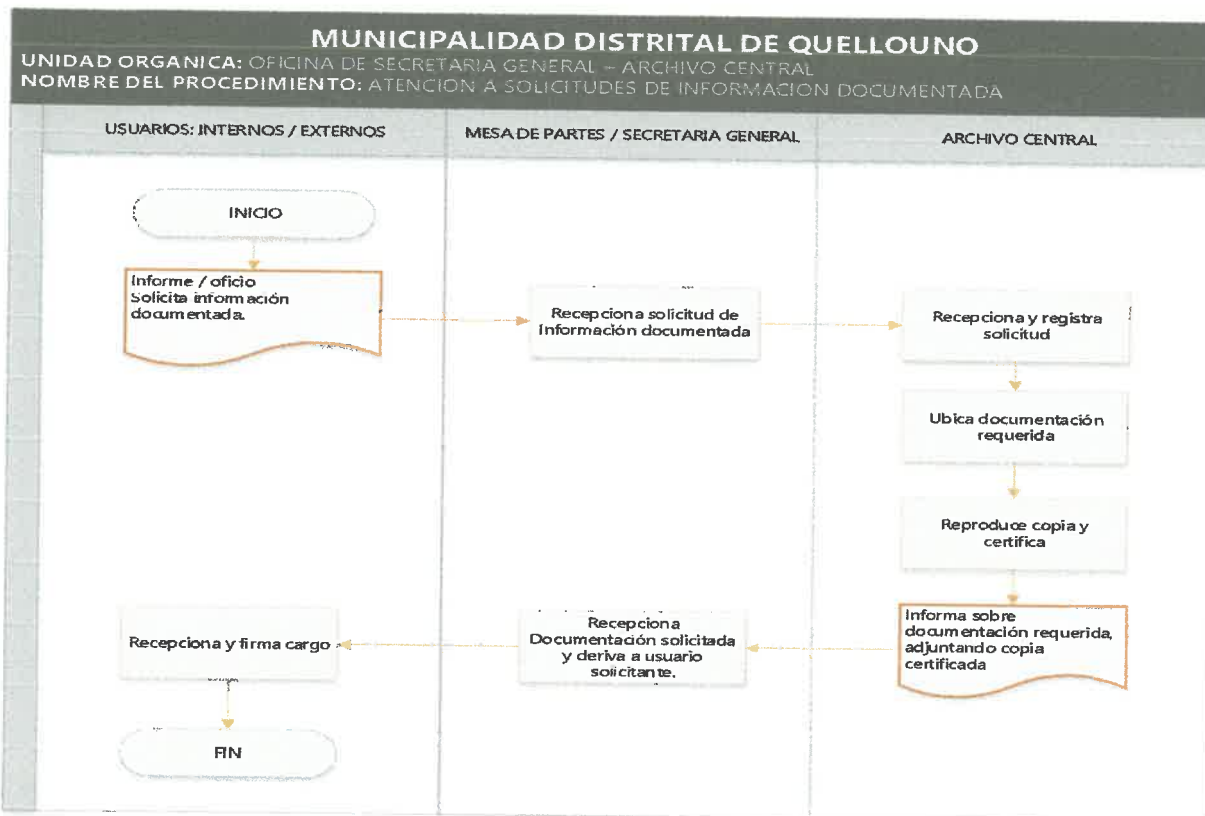 MUNICIPALIDAD DISTRITAL DE QUELLOUNO
UNIDAD ORGANICA: OFICINA DE SECRETARIA GENERAL – ARCHIVO CENTRAL
NOMBRE DEL PROCEDIMIENTO: ATENCION A SOLICITUDES DE INFORMACION DOCUMENTADA
USUARIOS: INTERNOS / EXTERNOS
MESA DE PARTES / SECRETARIA GENERAL
ARCHIVO CENTRAL
INICIO
Informe / oficio
Solicita información
documentada.
Recepciona solicitud de
Información documentada
Recepciona y registra
solicitud
Ubica documentación
requerida
Reproduce copia y
certifica
Informa sobre
documentación requerida,
adjuntando copia
certificada
Recepciona
Documentación solicitada
y deriva a usuario
solicitante.
Recepciona y firma cargo
FIN